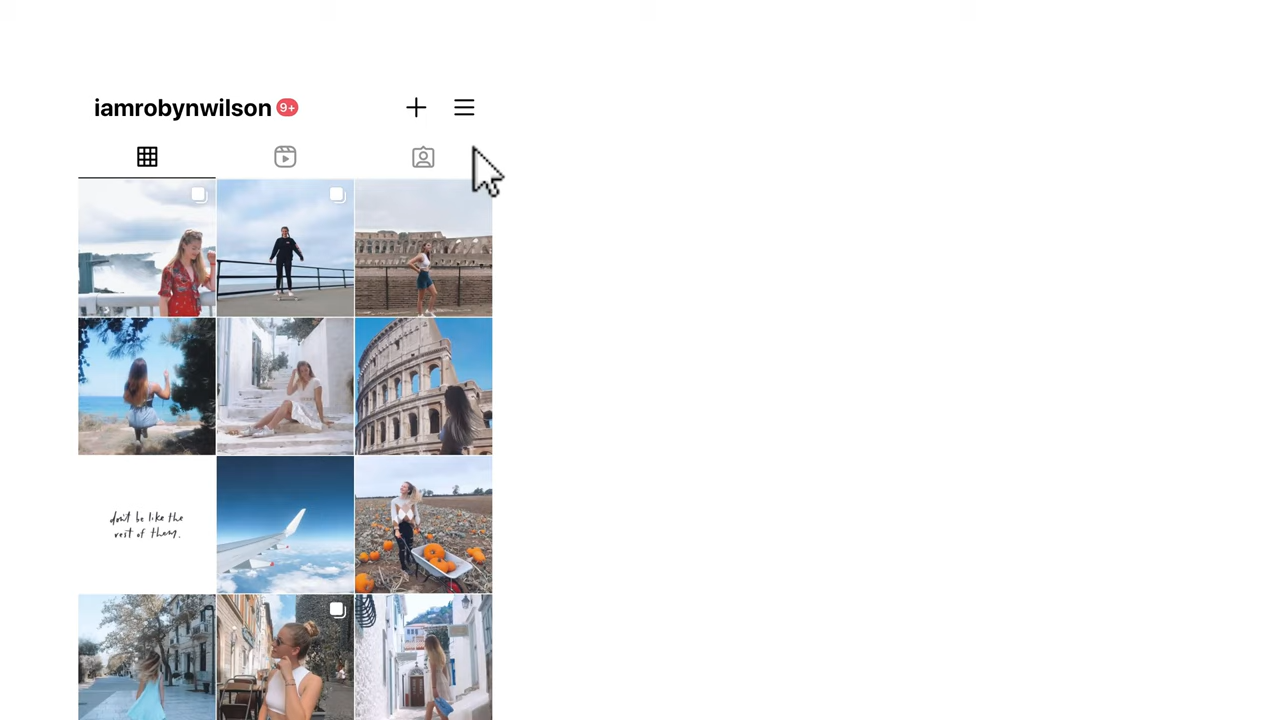 iamrobynwilson 9+
don't be like the
rest of them.